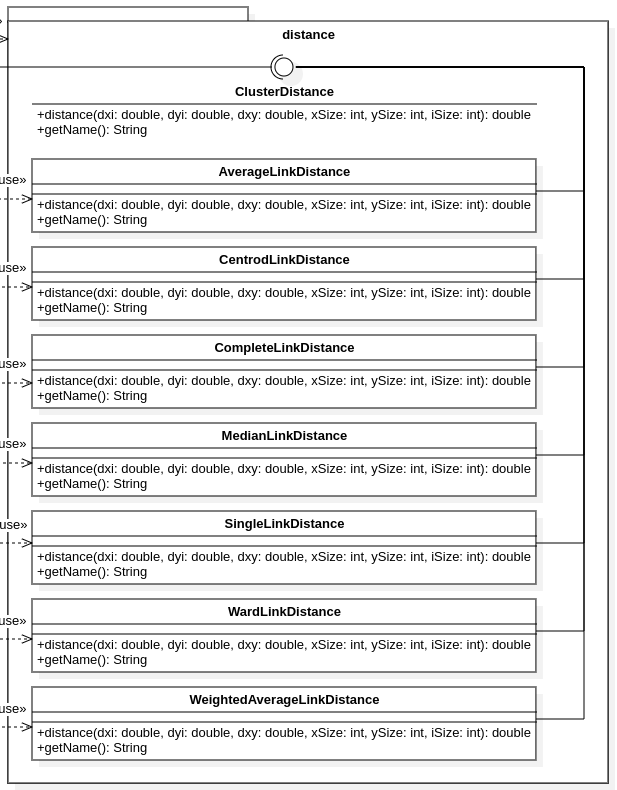 »
distance
ClusterDistance
+distance(dxi: double, dyi: double, dxy: double, xSize: int, ySize: int, iSize: int): double
+getName(): String
use»
AverageLinkDistance
+distance(dxi: double, dyi: double, dxy: double, xSize: int, ySize: int, iSize: int): double
+getName(): String
use»
CentrodLinkDistance
+distance(dxi: double, dyi: double, dxy: double, xSize: int, ySize: int, iSize: int): double
+getName(): String
use»
CompleteLinkDistance
+distance(dxi: double, dyi: double, dxy: double, xSize: int, ySize: int, iSize: int): double
+getName(): String
use»
MedianLinkDistance
+distance(dxi: double, dyi: double, dxy: double, xSize: int, ySize: int, iSize: int): double
+getName(): String
use»
SingleLinkDistance
+distance(dxi: double, dyi: double, dxy: double, xSize: int, ySize: int, iSize: int): double
+getName(): String
use»
WardLinkDistance
+distance(dxi: double, dyi: double, dxy: double, xSize: int, ySize: int, iSize: int): double
+getName(): String
use»
WeightedAverageLinkDistance
+distance(dxi: double, dyi: double, dxy: double, xSize: int, ySize: int, iSize: int): double
+getName(): String